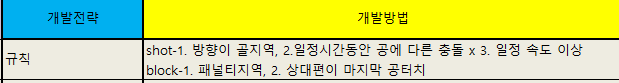 개발전략 개발방법
규칙
shot-1. 방향이 골지역, 2.일정시간동안 공에 다른 충돌 x 3. 일정 속도 이상
block-1. 패널티지역, 2. 상대편이 마지막 공터치